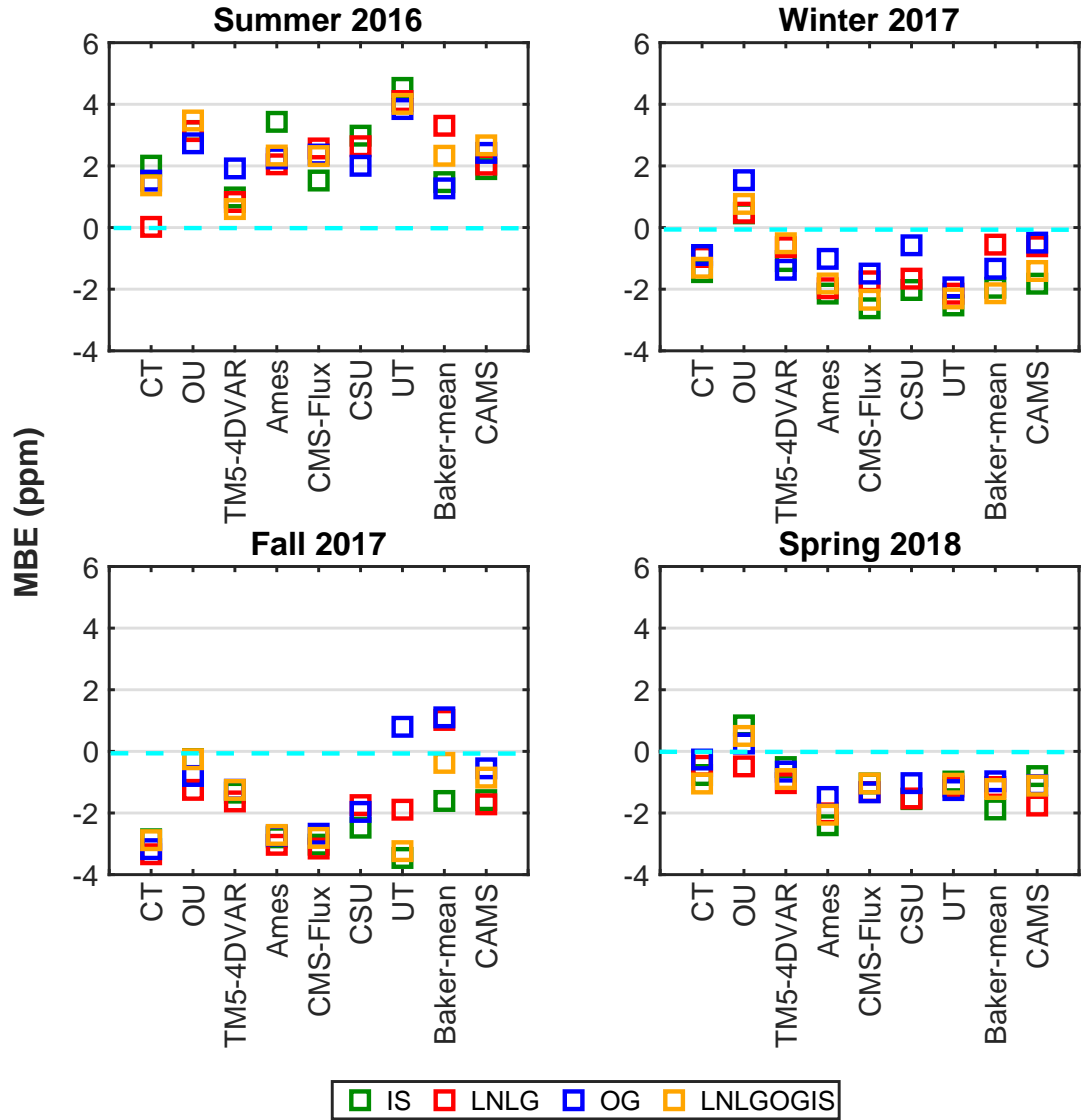 Summer 2016
6
4
2
0
-2
-4
CT
OU
TM5-4DVAR
Ames
CMS-Flux
CSU
UT
Baker-mean
CAMS
Winter 2017
6
4
2
0
-2
-4
CT
OU
TM5-4DVAR
Ames
CMS-Flux
CSU
UT
Baker-mean
CAMS
MBE (ppm)
Fall 2017
6
4
2
0
-2
-4
CT
OU
TM5-4DVAR
Ames
CMS-Flux
CSU
UT
Baker-mean
CAMS
Spring 2018
6
4
2
0
-2
-4
CT
OU
TM5-4DVAR
Ames
CMS-Flux
CSU
UT
Baker-mean
CAMS
IS LNLG OG LNLGOGIS